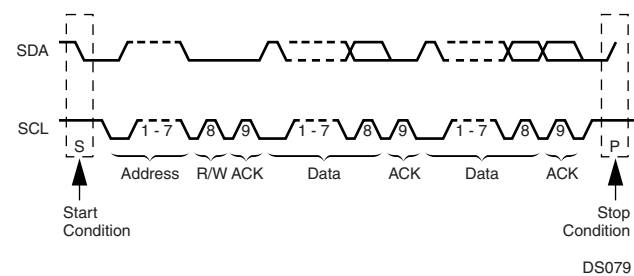 SDA
SCL
1 - 7 8 9 1 - 7 8 9 1 - 7 8 9
S P
Address R/W ACK Data ACK Data ACK
Start
Condition
Stop
Condition
DS079